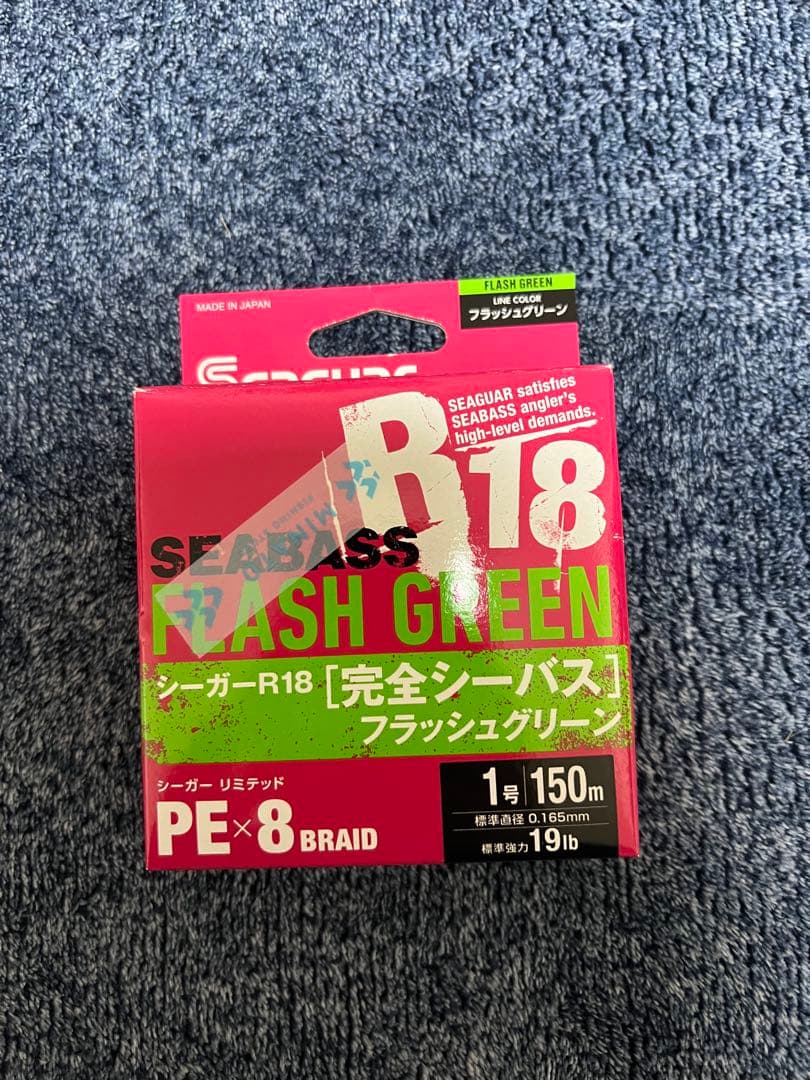 MADE IN JAPAN
FLASH GREEN
LINE COLOR
フラッシュグリーン
SEAGUAR
SEAGUAR satisfies
SEABASS angler's
high-level demands.
R18
SEABASS
FLASH GREEN
シーガーR18 [完全シーバス]
フラッシュグリーン
シーガー リミテッド
PE×8 BRAID
1号 150m
標準直径 0.165mm
標準強力 19lb